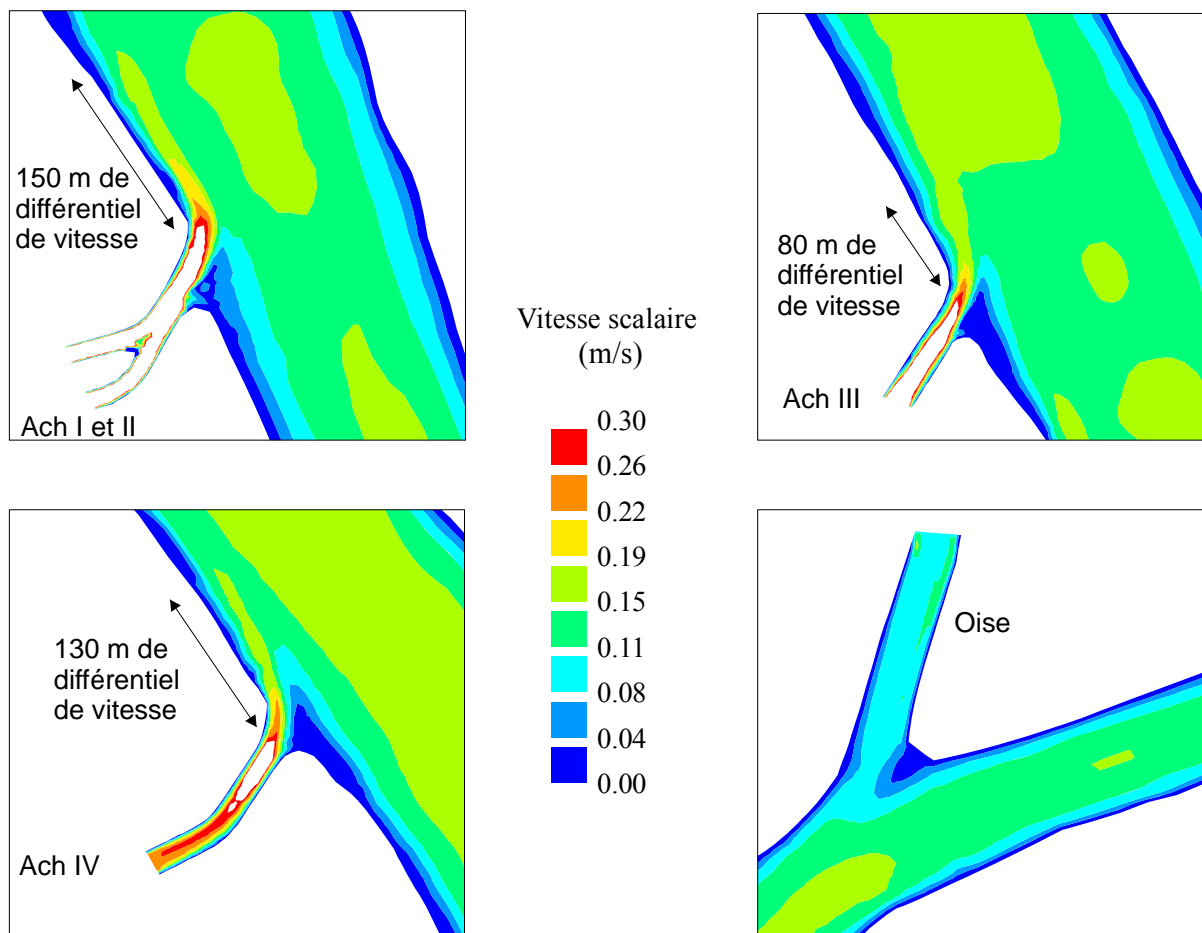 150 m de
différentiel
de vitesse
Ach I et II
80 m de
différentiel
de vitesse
Ach III
Vitesse scalaire
(m/s)
0.30
0.26
0.22
0.19
0.15
0.11
0.08
0.04
0.00
130 m de
différentiel
de vitesse
Ach IV
Oise